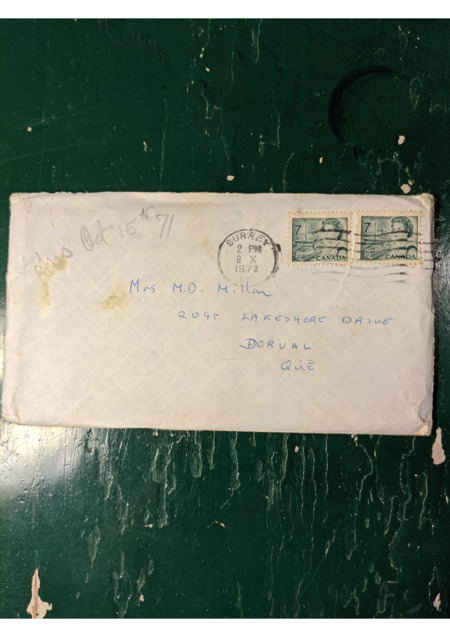 Ans Oct 15th 71
SURREY
2 PM
8 X
1971
7
CANADA
7
CANADA
Mrs M.D. Millar
2045 LAKESHORE DRIVE
DORVAL
QUE